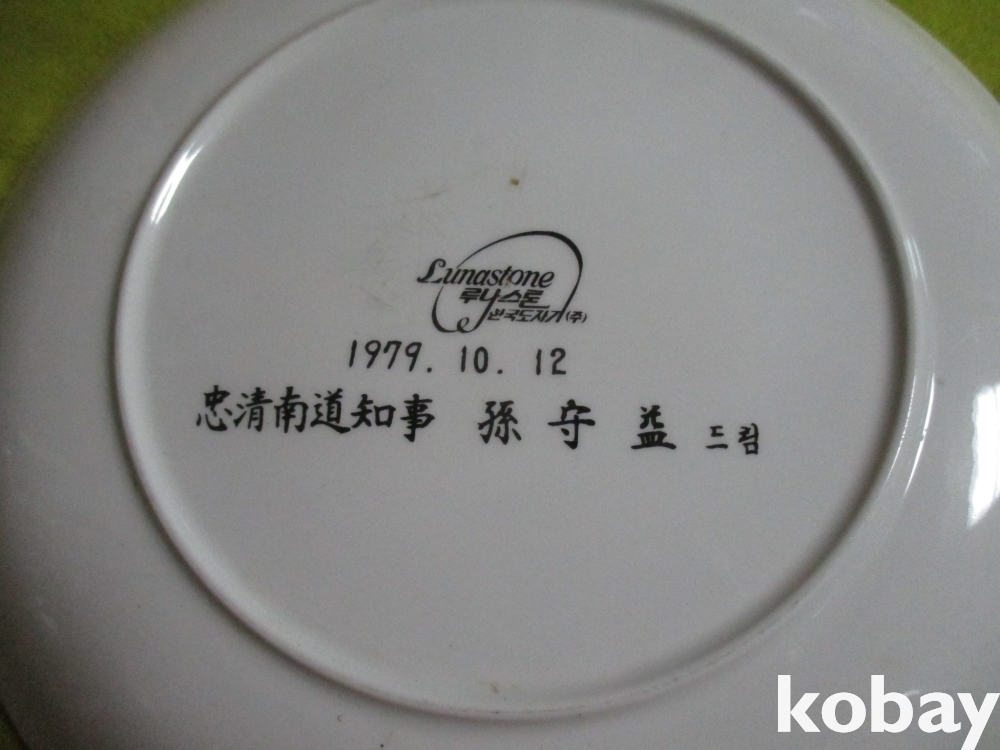 Lunastone
루나스톤
한국도자기(주)
1979. 10. 12
忠清南道知事 孫守益 드림
kobay